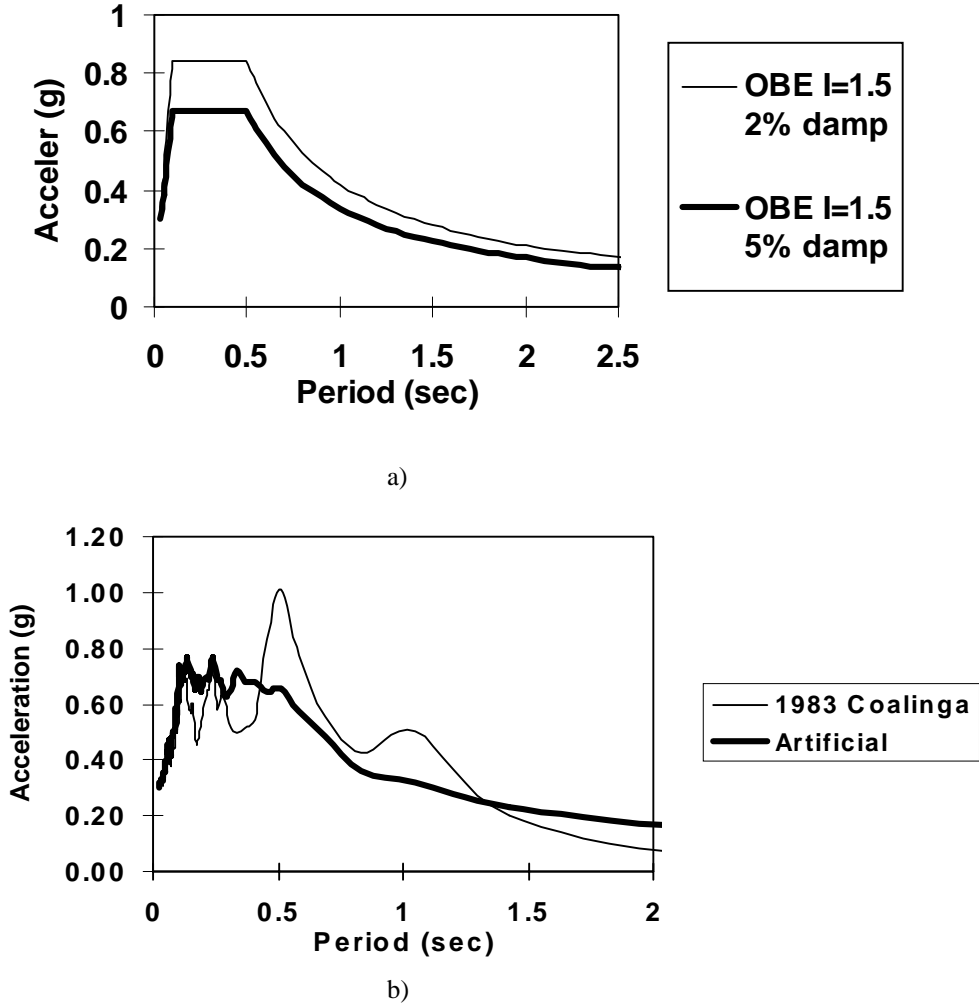 1
0.8
0.6
0.4
0.2
0
Acceler (g)
0 0.5 1 1.5 2 2.5
Period (sec)
OBE I=1.5
2% damp
OBE I=1.5
5% damp
a)
1.20
1.00
0.80
0.60
0.40
0.20
0.00
Acceleration (g)
0 0.5 1 1.5 2
Period (sec)
1983 Coalinga
Artificial
b)